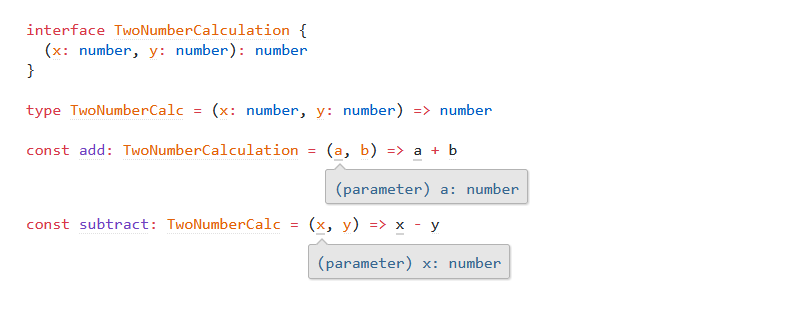 interface TwoNumberCalculation {
  (x: number, y: number): number
}
type TwoNumberCalc = (x: number, y: number) => number
const add: TwoNumberCalculation = (a, b) => a + b
(parameter) a: number
const subtract: TwoNumberCalc = (x, y) => x - y
(parameter) x: number